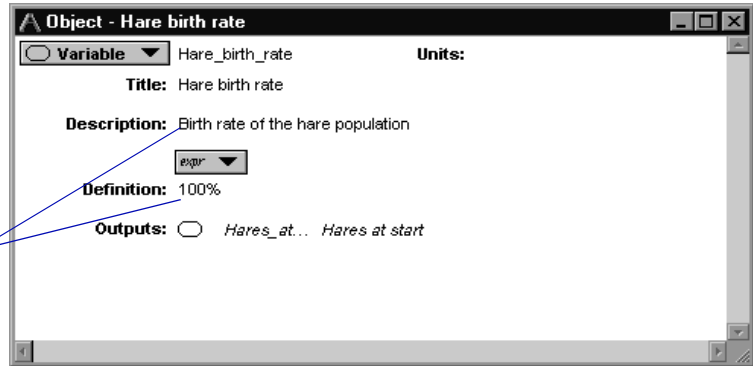 Object - Hare birth rate
Variable Hare_birth_rate Units:
Title: Hare birth rate
Description: Birth rate of the hare population
expr
Definition: 100%
Outputs: Hares_at... Hares at start